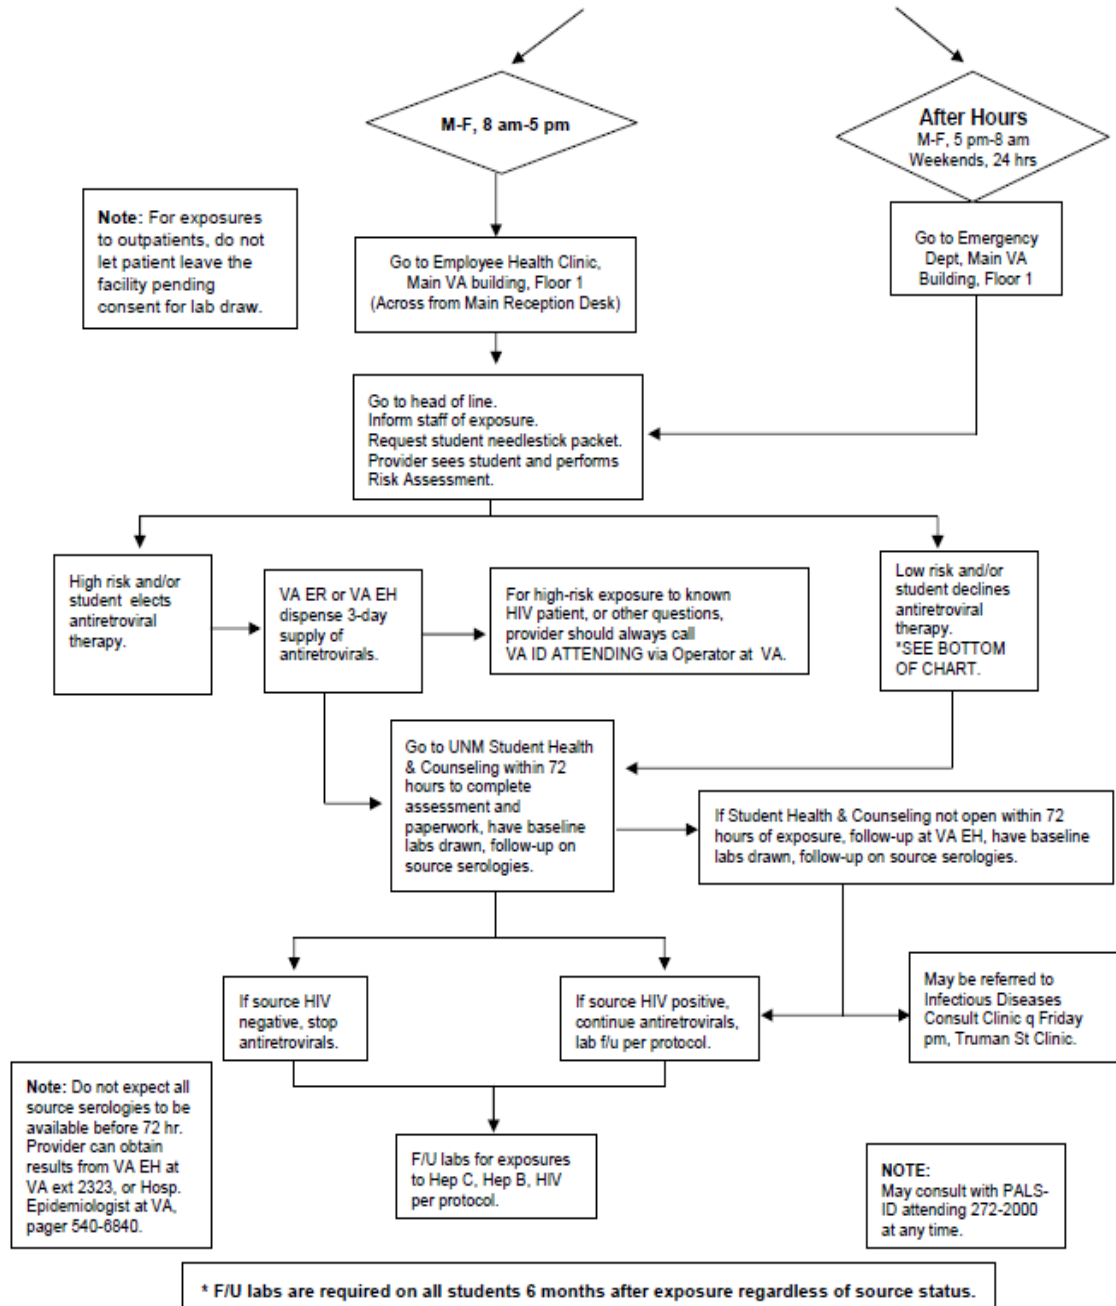 M-F, 8 am-5 pm
After Hours
M-F, 5 pm-8 am
Weekends, 24 hrs
Note: For exposures
to outpatients, do not
let patient leave the
facility pending
consent for lab draw.
Go to Employee Health Clinic,
Main VA building, Floor 1
(Across from Main Reception Desk)
Go to Emergency
Dept, Main VA
Building, Floor 1
Go to head of line.
Inform staff of exposure.
Request student needlestick packet.
Provider sees student and performs
Risk Assessment.
High risk and/or
student elects
antiretroviral
therapy.
VA ER or VA EH
dispense 3-day
supply of
antiretrovirals.
For high-risk exposure to known
HIV patient, or other questions,
provider should always call
VA ID ATTENDING via Operator at VA.
Low risk and/or
student declines
antiretroviral
therapy.
*SEE BOTTOM
OF CHART.
Go to UNM Student Health
& Counseling within 72
hours to complete
assessment and
paperwork, have baseline
labs drawn, follow-up on
source serologies.
If Student Health & Counseling not open within 72
hours of exposure, follow-up at VA EH, have baseline
labs drawn, follow-up on source serologies.
If source HIV
negative, stop
antiretrovirals.
If source HIV positive,
continue antiretrovirals,
lab f/u per protocol.
May be referred to
Infectious Diseases
Consult Clinic q Friday
pm, Truman St Clinic.
Note: Do not expect all
source serologies to be
available before 72 hr.
Provider can obtain
results from VA EH at
VA ext 2323, or Hosp.
Epidemiologist at VA,
pager 540-6840.
F/U labs for exposures
to Hep C, Hep B, HIV
per protocol.
NOTE:
May consult with PALS-
ID attending 272-2000
at any time.
* F/U labs are required on all students 6 months after exposure regardless of source status.